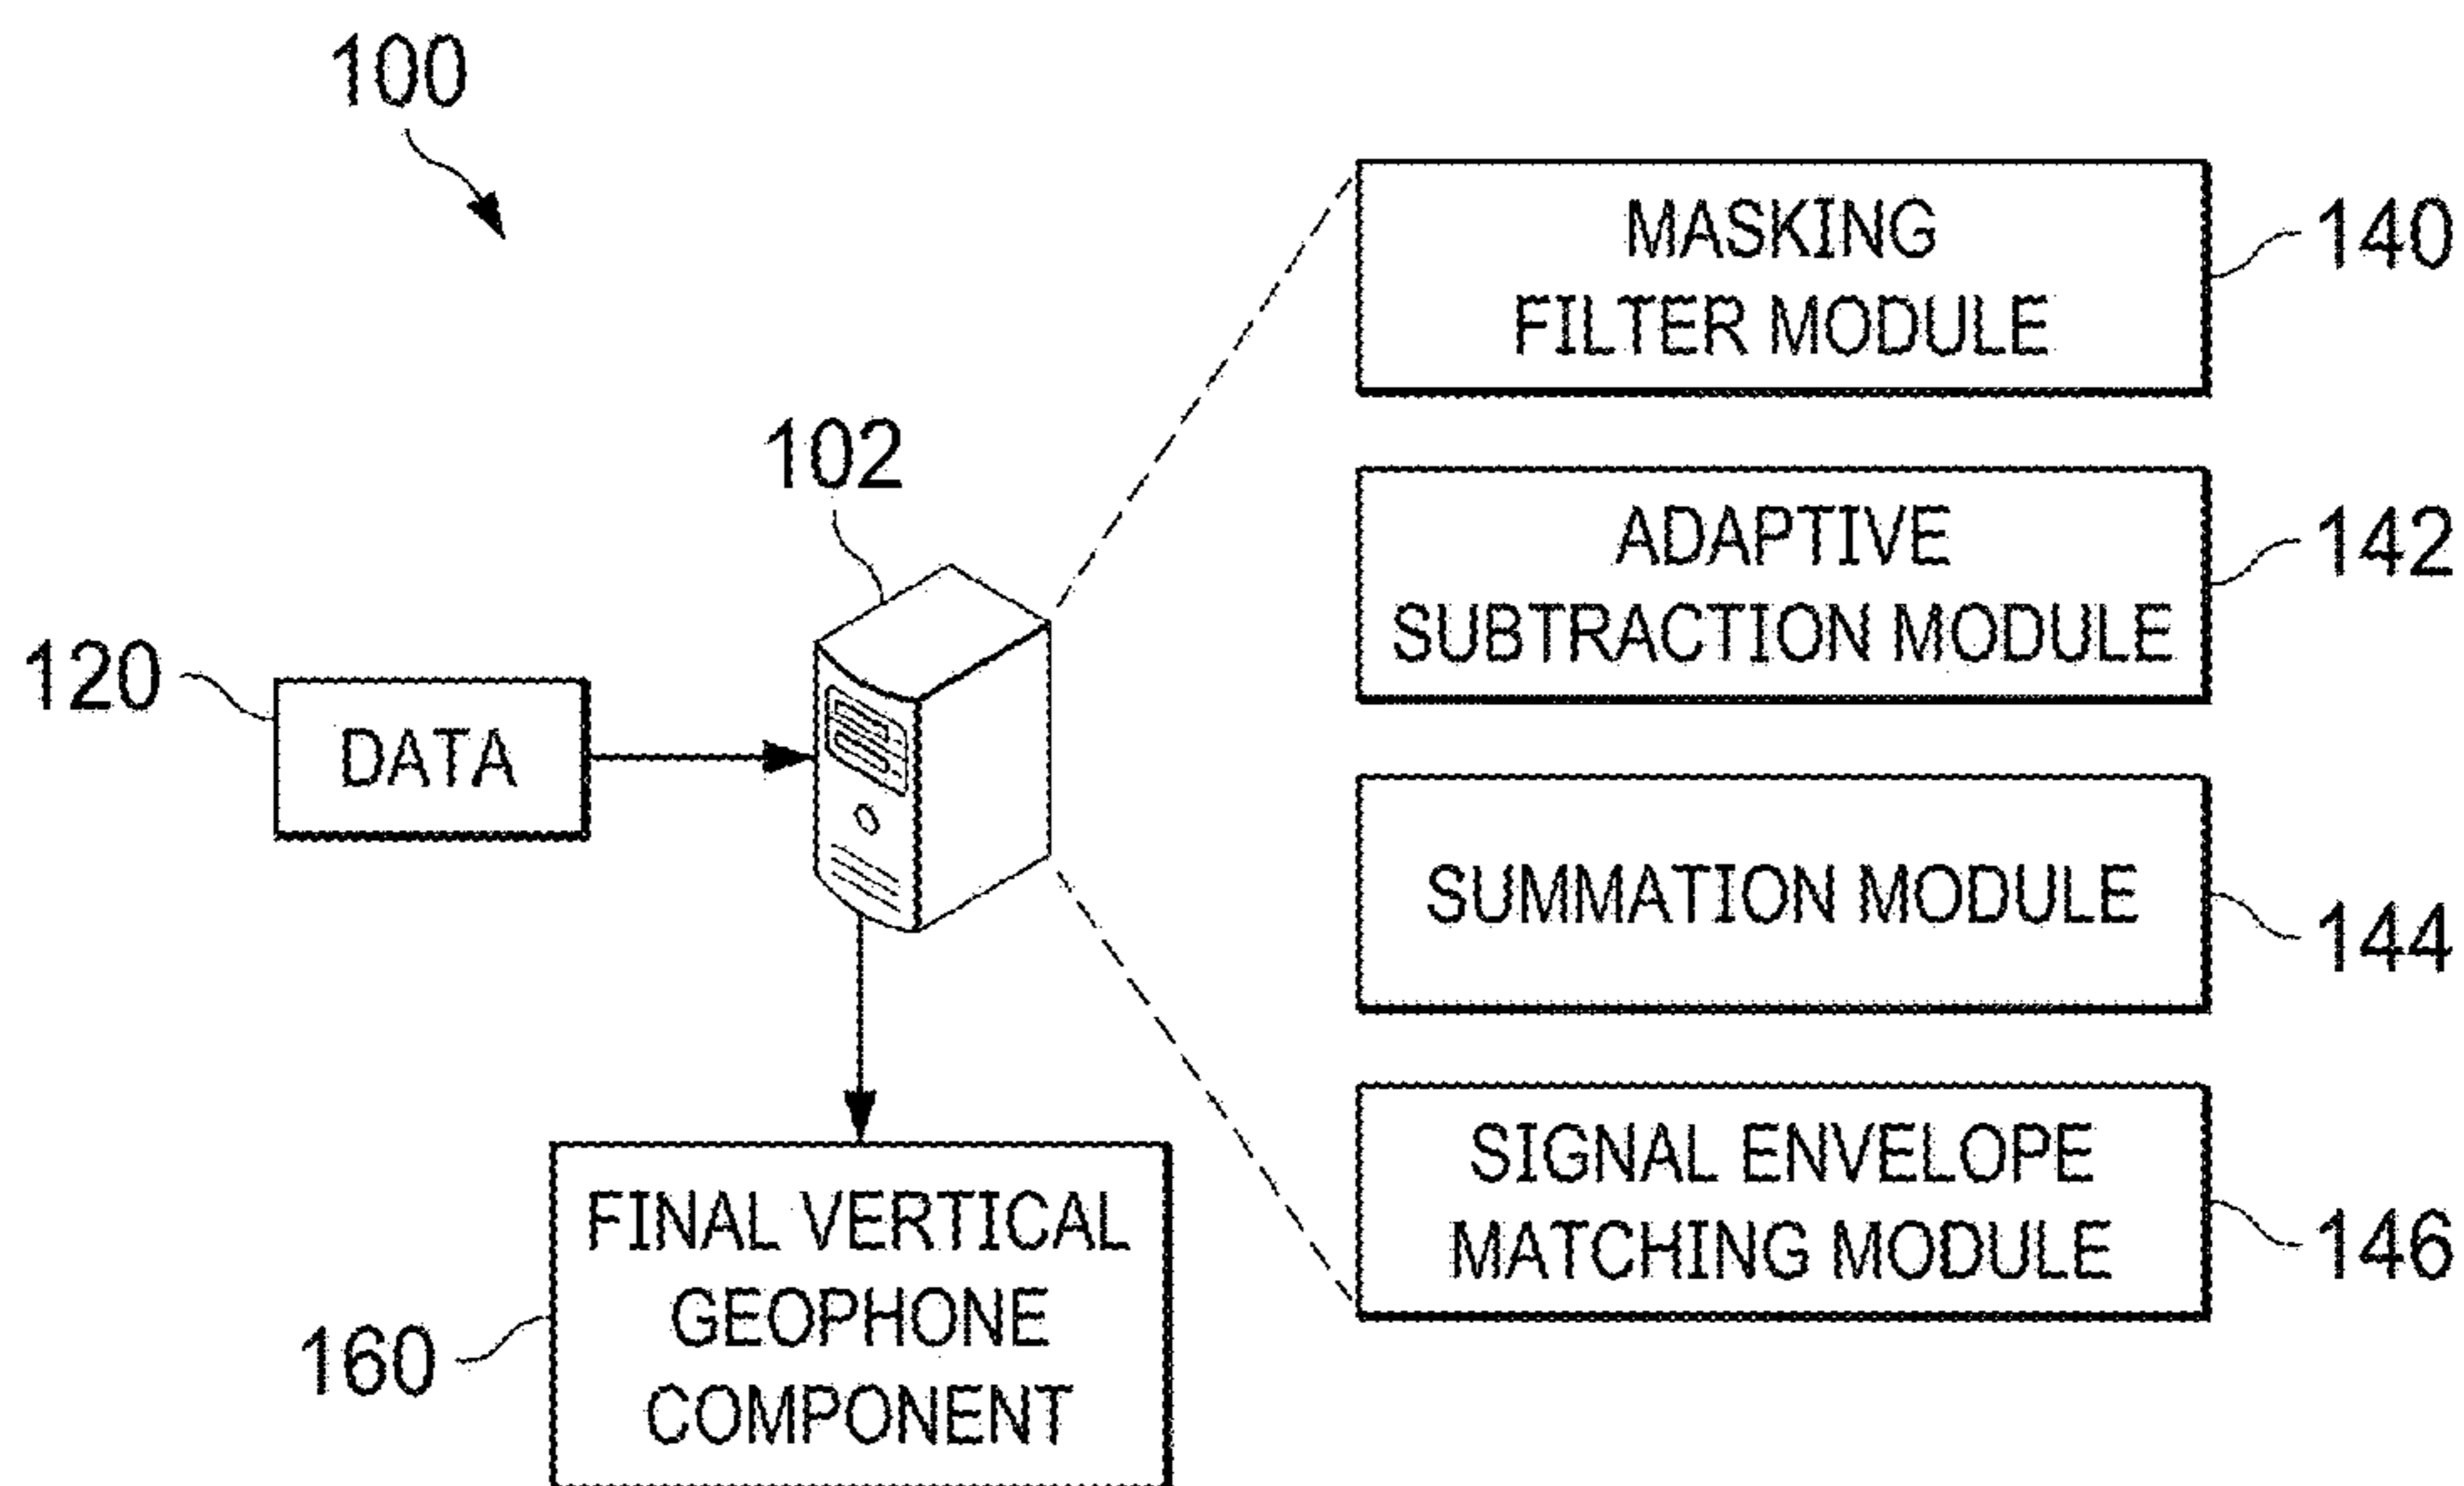 100
MASKING
FILTER MODULE
140
102
ADAPTIVE
SUBTRACTION MODULE
142
120
DATA
SUMMATION MODULE
144
SIGNAL ENVELOPE
MATCHING MODULE
146
FINAL VERTICAL
GEOPHONE
COMPONENT
160